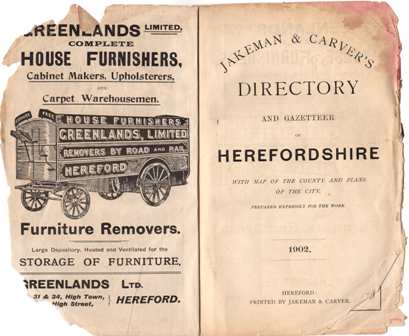 GREENLANDS LIMITED,
COMPLETE
HOUSE FURNISHERS,
Cabinet Makers, Upholsterers,
AND
Carpet Warehousemen.
HOUSE FURNISHERS
GREENLANDS, LIMITED
REMOVERS BY ROAD AND RAIL
HEREFORD
Furniture Removers.
Large Depository, Heated and Ventilated for the
STORAGE OF FURNITURE,
GREENLANDS LTD.
31 & 34, High Town,
High Street,
HEREFORD.
JAKEMAN & CARVER'S
DIRECTORY
AND GAZETTEER
OF
HEREFORDSHIRE
WITH MAP OF THE COUNTY AND PLANS
OF THE CITY.
PREPARED EXPRESSLY FOR THE WORK
1902.
HEREFORD:
PRINTED BY JAKEMAN & CARVER.